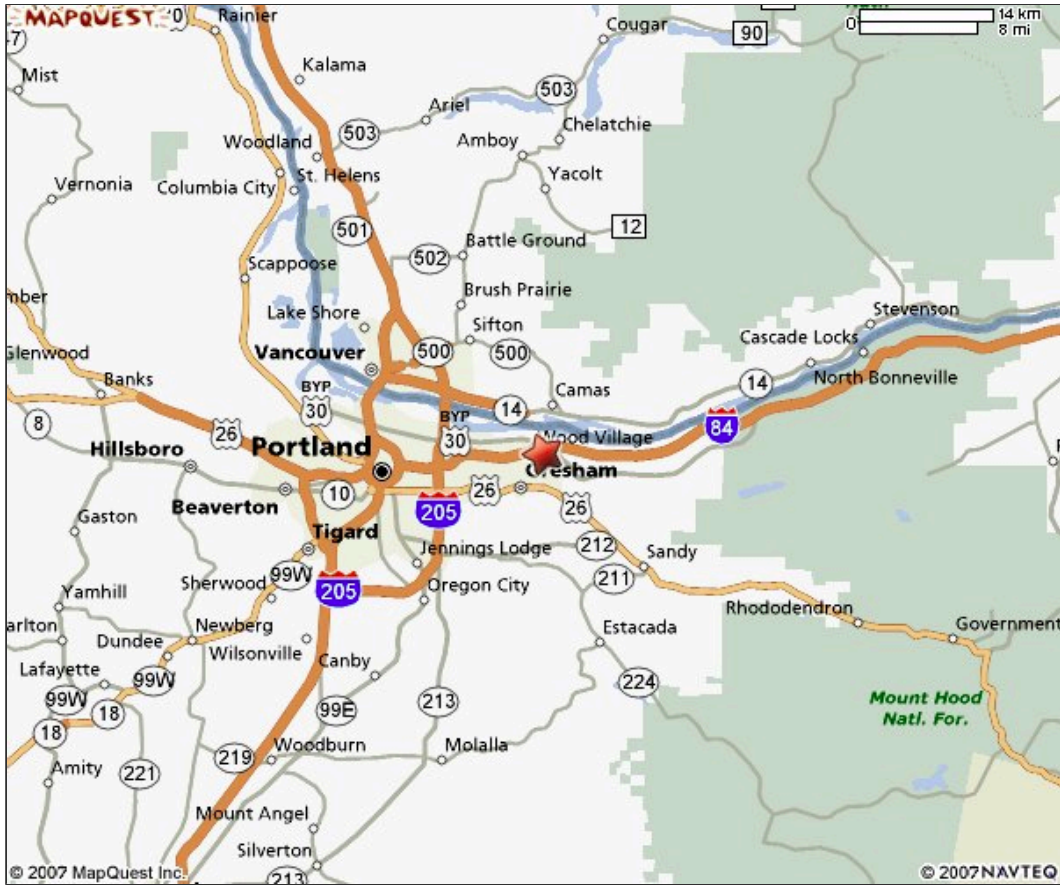 MAPQUEST
Rainier
Cougar
90
14 km
0
8 mi
47
Mist
Kalama
503
Ariel
503
Woodland
Amboy
Chelatchie
Vernonia
Columbia City
St. Helens
Yacolt
501
12
Battle Ground
502
Scappoose
Brush Prairie
Stevenson
Lake Shore
Sifton
Cascade Locks
Glenwood
Vancouver
500
500
North Bonneville
Banks
BYP
30
Camas
14
14
8
26
BYP
30
Wood Village
84
Hillsboro
Portland
Gresham
10
26
26
Beaverton
205
Gaston
Tigard
212
Jennings Lodge
Sandy
99W
Sherwood
205
211
Oregon City
Yamhill
Rhododendron
Dundee
Newberg
Wilsonville
Estacada
Government
Lafayette
99W
Canby
224
99W
18
99E
213
Mount Hood
Natl. For.
18
219
Woodburn
Molalla
Amity
221
Mount Angel
Silverton
213
© 2007 MapQuest Inc.
© 2007 NAVTEQ